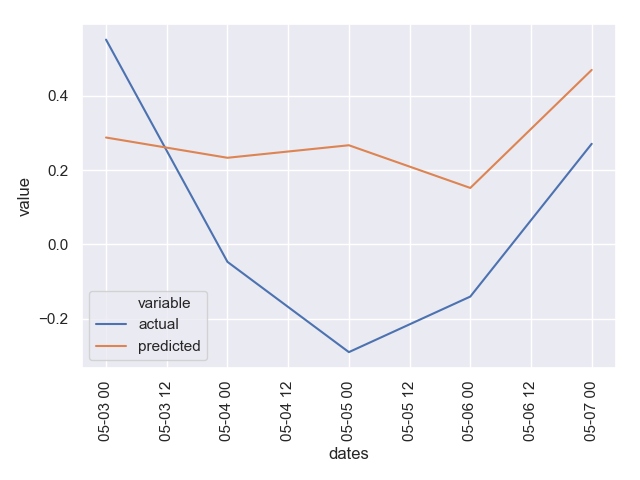 0.4
0.2
0.0
−0.2
value
variable
actual
predicted
05-03 00
05-03 12
05-04 00
05-04 12
05-05 00
05-05 12
05-06 00
05-06 12
05-07 00
dates